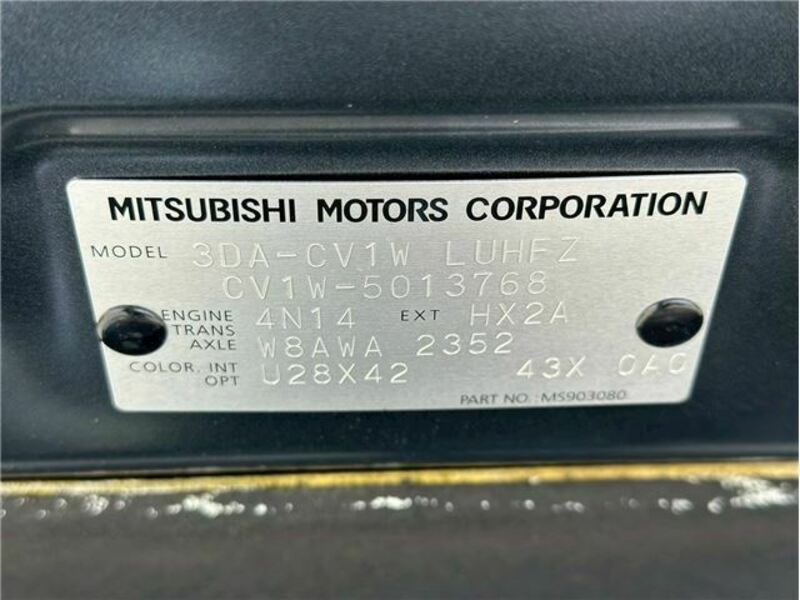 MITSUBISHI MOTORS CORPORATION
MODEL 3DA-CV1W LUHFZ
CV1W-5013768
ENGINE 4N14 EXT HX2A
TRANS AXLE W8AWA 2352
COLOR, INT OPT U28X42 43X 0A0
PART NO.: MS903080